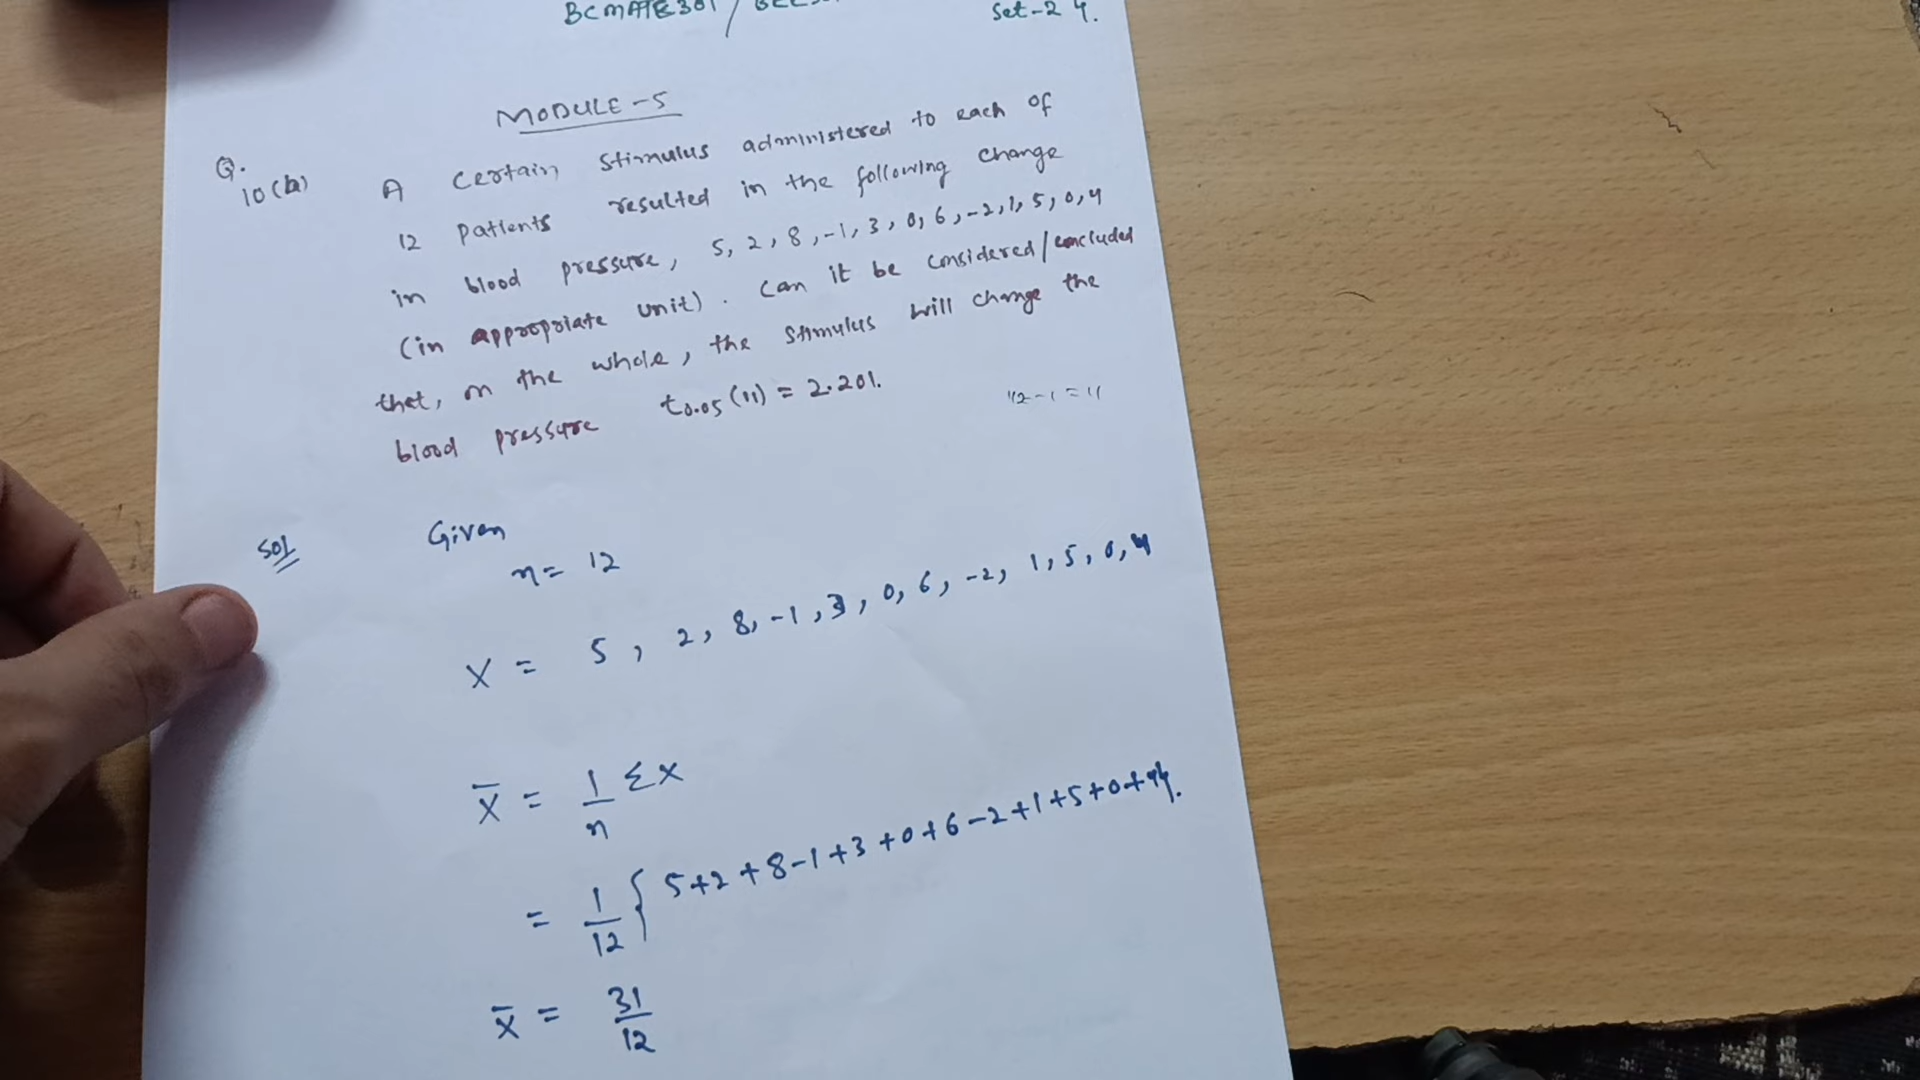 BCMATE301 /
Set-2 4.
MODULE-5
Q.
10(b) A certain stimulus administered to each of
12 patients resulted in the following change
in blood pressure, 5, 2, 8, -1, 3, 0, 6, -2, 1, 5, 0, 4
(in appropriate unit). Can it be considered/concluded
that, on the whole, the stimulus will change the
blood pressure t0.05 (11) = 2.201.
12-1=11
Sol Given
n = 12
X = 5, 2, 8, -1, 3, 0, 6, -2, 1, 5, 0, 4
X̄ = 1/n Σ X
= 1/12 { 5+2+8-1+3+0+6-2+1+5+0+4}.
X̄ = 31/12